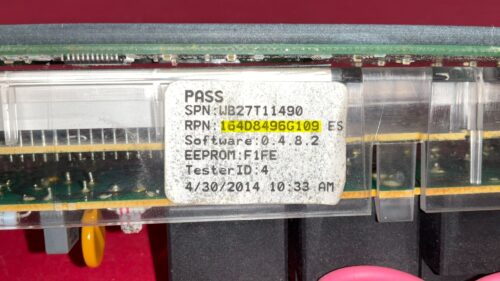 PASS
SPN:WB27T11490
RPN:164D8496G109 ES
Software:0.4.8.2
EEPROM:F1FE
TesterID:4
4/30/2014 10:33 AM